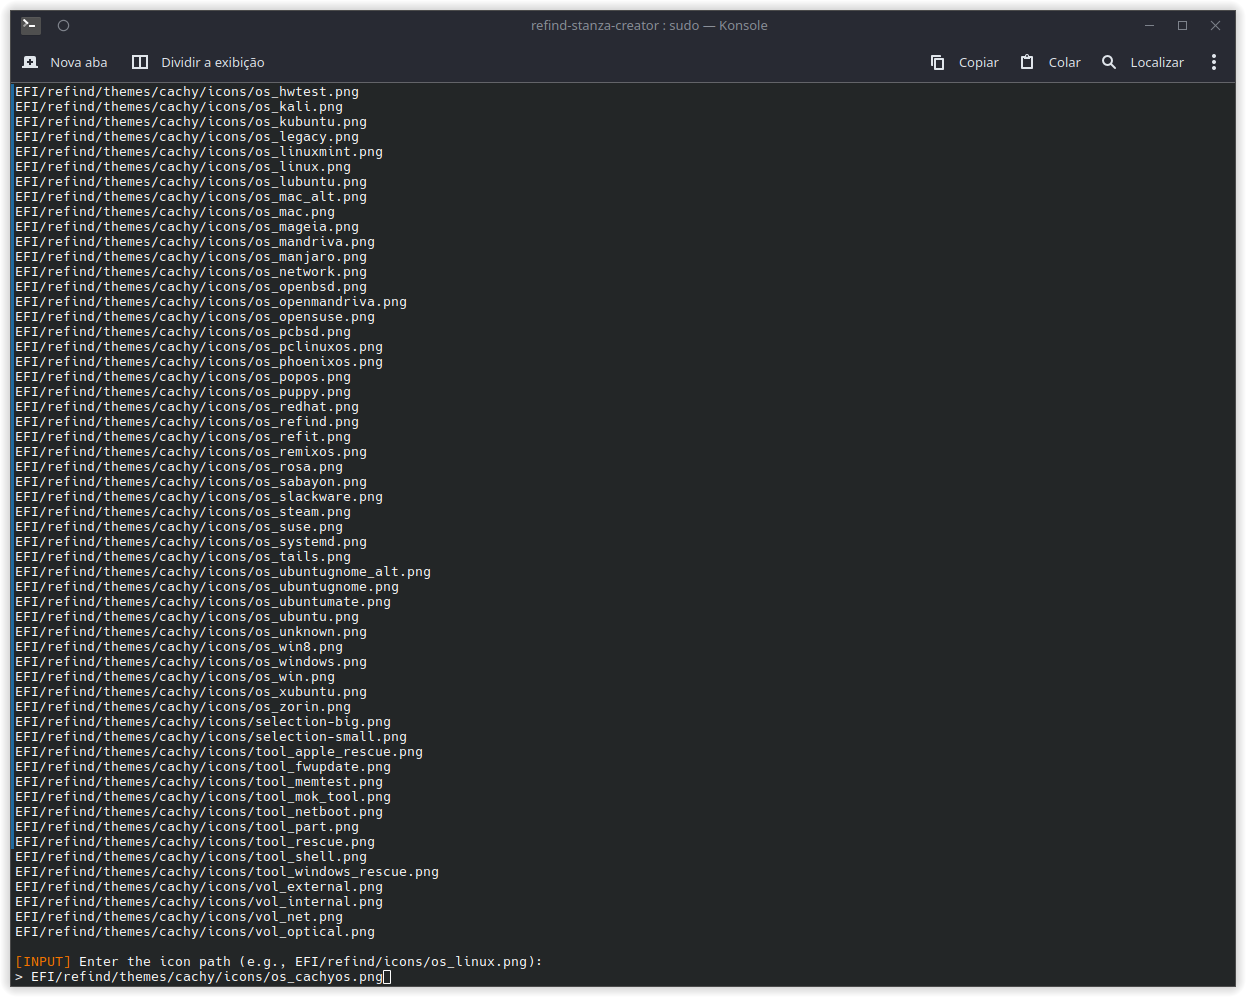 refind-stanza-creator : sudo — Konsole
Nova aba
Dividir a exibição
Copiar
Colar
Localizar
EFI/refind/themes/cachy/icons/os_hwtest.png
EFI/refind/themes/cachy/icons/os_kali.png
EFI/refind/themes/cachy/icons/os_kubuntu.png
EFI/refind/themes/cachy/icons/os_legacy.png
EFI/refind/themes/cachy/icons/os_linuxmint.png
EFI/refind/themes/cachy/icons/os_linux.png
EFI/refind/themes/cachy/icons/os_lubuntu.png
EFI/refind/themes/cachy/icons/os_mac_alt.png
EFI/refind/themes/cachy/icons/os_mac.png
EFI/refind/themes/cachy/icons/os_mageia.png
EFI/refind/themes/cachy/icons/os_mandriva.png
EFI/refind/themes/cachy/icons/os_manjaro.png
EFI/refind/themes/cachy/icons/os_network.png
EFI/refind/themes/cachy/icons/os_openbsd.png
EFI/refind/themes/cachy/icons/os_openmandriva.png
EFI/refind/themes/cachy/icons/os_opensuse.png
EFI/refind/themes/cachy/icons/os_pcbsd.png
EFI/refind/themes/cachy/icons/os_pclinuxos.png
EFI/refind/themes/cachy/icons/os_phoenixos.png
EFI/refind/themes/cachy/icons/os_popos.png
EFI/refind/themes/cachy/icons/os_puppy.png
EFI/refind/themes/cachy/icons/os_redhat.png
EFI/refind/themes/cachy/icons/os_refind.png
EFI/refind/themes/cachy/icons/os_refit.png
EFI/refind/themes/cachy/icons/os_remixos.png
EFI/refind/themes/cachy/icons/os_rosa.png
EFI/refind/themes/cachy/icons/os_sabayon.png
EFI/refind/themes/cachy/icons/os_slackware.png
EFI/refind/themes/cachy/icons/os_steam.png
EFI/refind/themes/cachy/icons/os_suse.png
EFI/refind/themes/cachy/icons/os_systemd.png
EFI/refind/themes/cachy/icons/os_tails.png
EFI/refind/themes/cachy/icons/os_ubuntugnome_alt.png
EFI/refind/themes/cachy/icons/os_ubuntugnome.png
EFI/refind/themes/cachy/icons/os_ubuntumate.png
EFI/refind/themes/cachy/icons/os_ubuntu.png
EFI/refind/themes/cachy/icons/os_unknown.png
EFI/refind/themes/cachy/icons/os_win8.png
EFI/refind/themes/cachy/icons/os_windows.png
EFI/refind/themes/cachy/icons/os_win.png
EFI/refind/themes/cachy/icons/os_xubuntu.png
EFI/refind/themes/cachy/icons/os_zorin.png
EFI/refind/themes/cachy/icons/selection-big.png
EFI/refind/themes/cachy/icons/selection-small.png
EFI/refind/themes/cachy/icons/tool_apple_rescue.png
EFI/refind/themes/cachy/icons/tool_fwupdate.png
EFI/refind/themes/cachy/icons/tool_memtest.png
EFI/refind/themes/cachy/icons/tool_mok_tool.png
EFI/refind/themes/cachy/icons/tool_netboot.png
EFI/refind/themes/cachy/icons/tool_part.png
EFI/refind/themes/cachy/icons/tool_rescue.png
EFI/refind/themes/cachy/icons/tool_shell.png
EFI/refind/themes/cachy/icons/tool_windows_rescue.png
EFI/refind/themes/cachy/icons/vol_external.png
EFI/refind/themes/cachy/icons/vol_internal.png
EFI/refind/themes/cachy/icons/vol_net.png
EFI/refind/themes/cachy/icons/vol_optical.png
[INPUT] Enter the icon path (e.g., EFI/refind/icons/os_linux.png):
> EFI/refind/themes/cachy/icons/os_cachyos.png